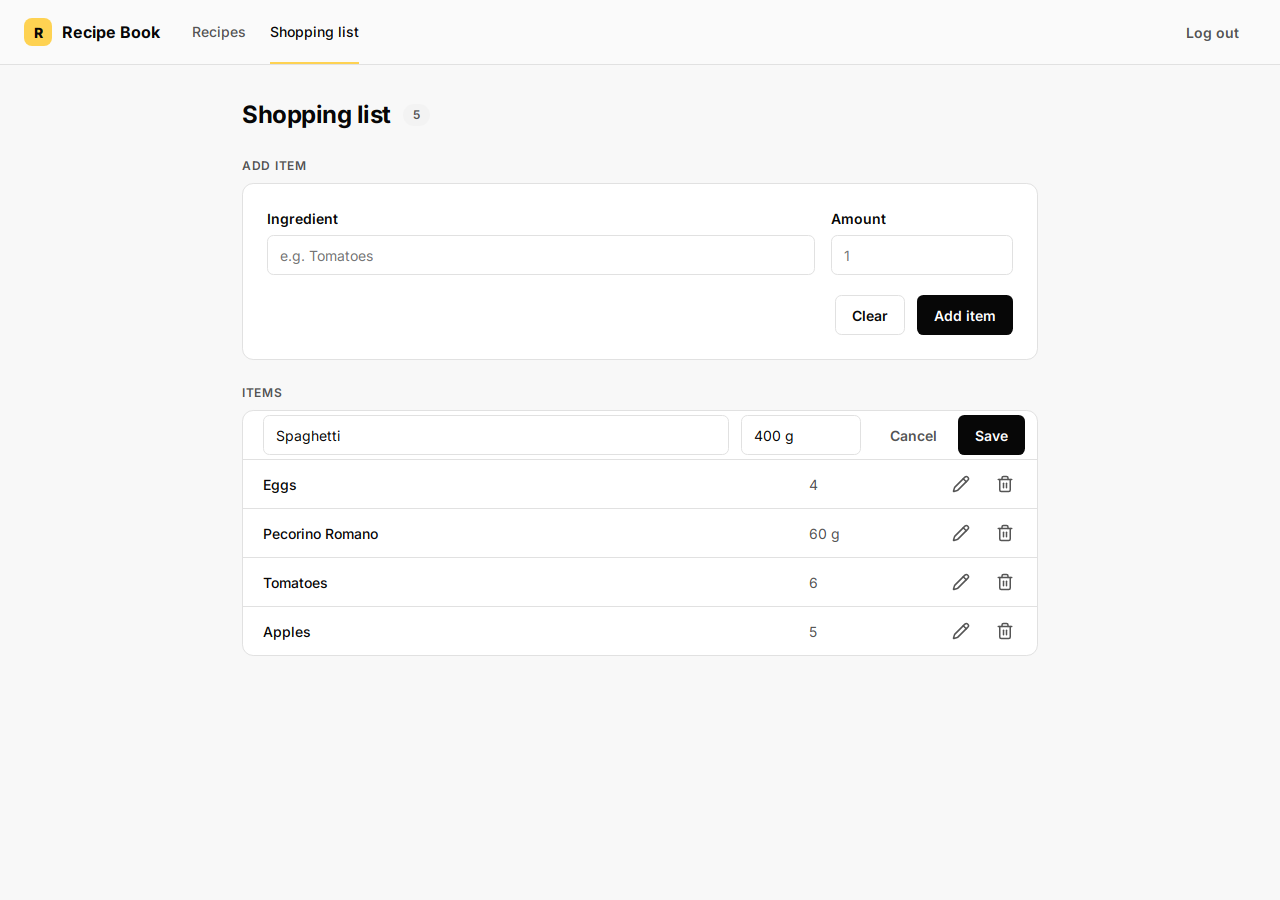 R Recipe Book Recipes Shopping list Log out
Shopping list 5
ADD ITEM
Ingredient Amount
e.g. Tomatoes 1
Clear Add item
ITEMS
Spaghetti 400 g Cancel Save
Eggs 4
Pecorino Romano 60 g
Tomatoes 6
Apples 5